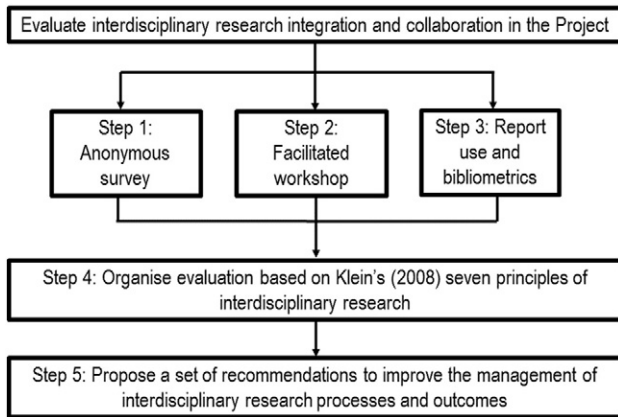 Evaluate interdisciplinary research integration and collaboration in the Project
Step 1:
Anonymous
survey
Step 2:
Facilitated
workshop
Step 3: Report
use and
bibliometrics
Step 4: Organise evaluation based on Klein's (2008) seven principles of
interdisciplinary research
Step 5: Propose a set of recommendations to improve the management of
interdisciplinary research processes and outcomes